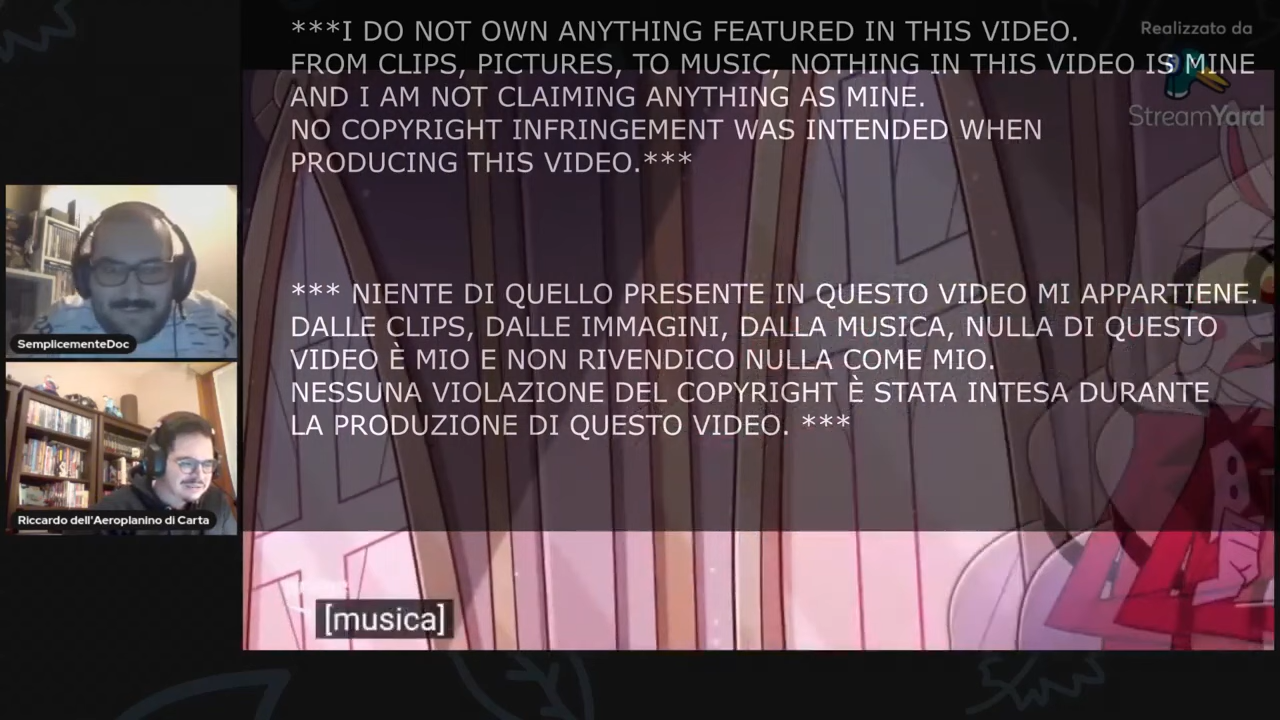 ***I DO NOT OWN ANYTHING FEATURED IN THIS VIDEO.
FROM CLIPS, PICTURES, TO MUSIC, NOTHING IN THIS VIDEO IS MINE
AND I AM NOT CLAIMING ANYTHING AS MINE.
NO COPYRIGHT INFRINGEMENT WAS INTENDED WHEN
PRODUCING THIS VIDEO.***
Realizzato da
StreamYard
*** NIENTE DI QUELLO PRESENTE IN QUESTO VIDEO MI APPARTIENE.
DALLE CLIPS, DALLE IMMAGINI, DALLA MUSICA, NULLA DI QUESTO
VIDEO È MIO E NON RIVENDICO NULLA COME MIO.
NESSUNA VIOLAZIONE DEL COPYRIGHT È STATA INTESA DURANTE
LA PRODUZIONE DI QUESTO VIDEO. ***
SemplicementeDoc
Riccardo dell'Aeroplanino di Carta
[musica]